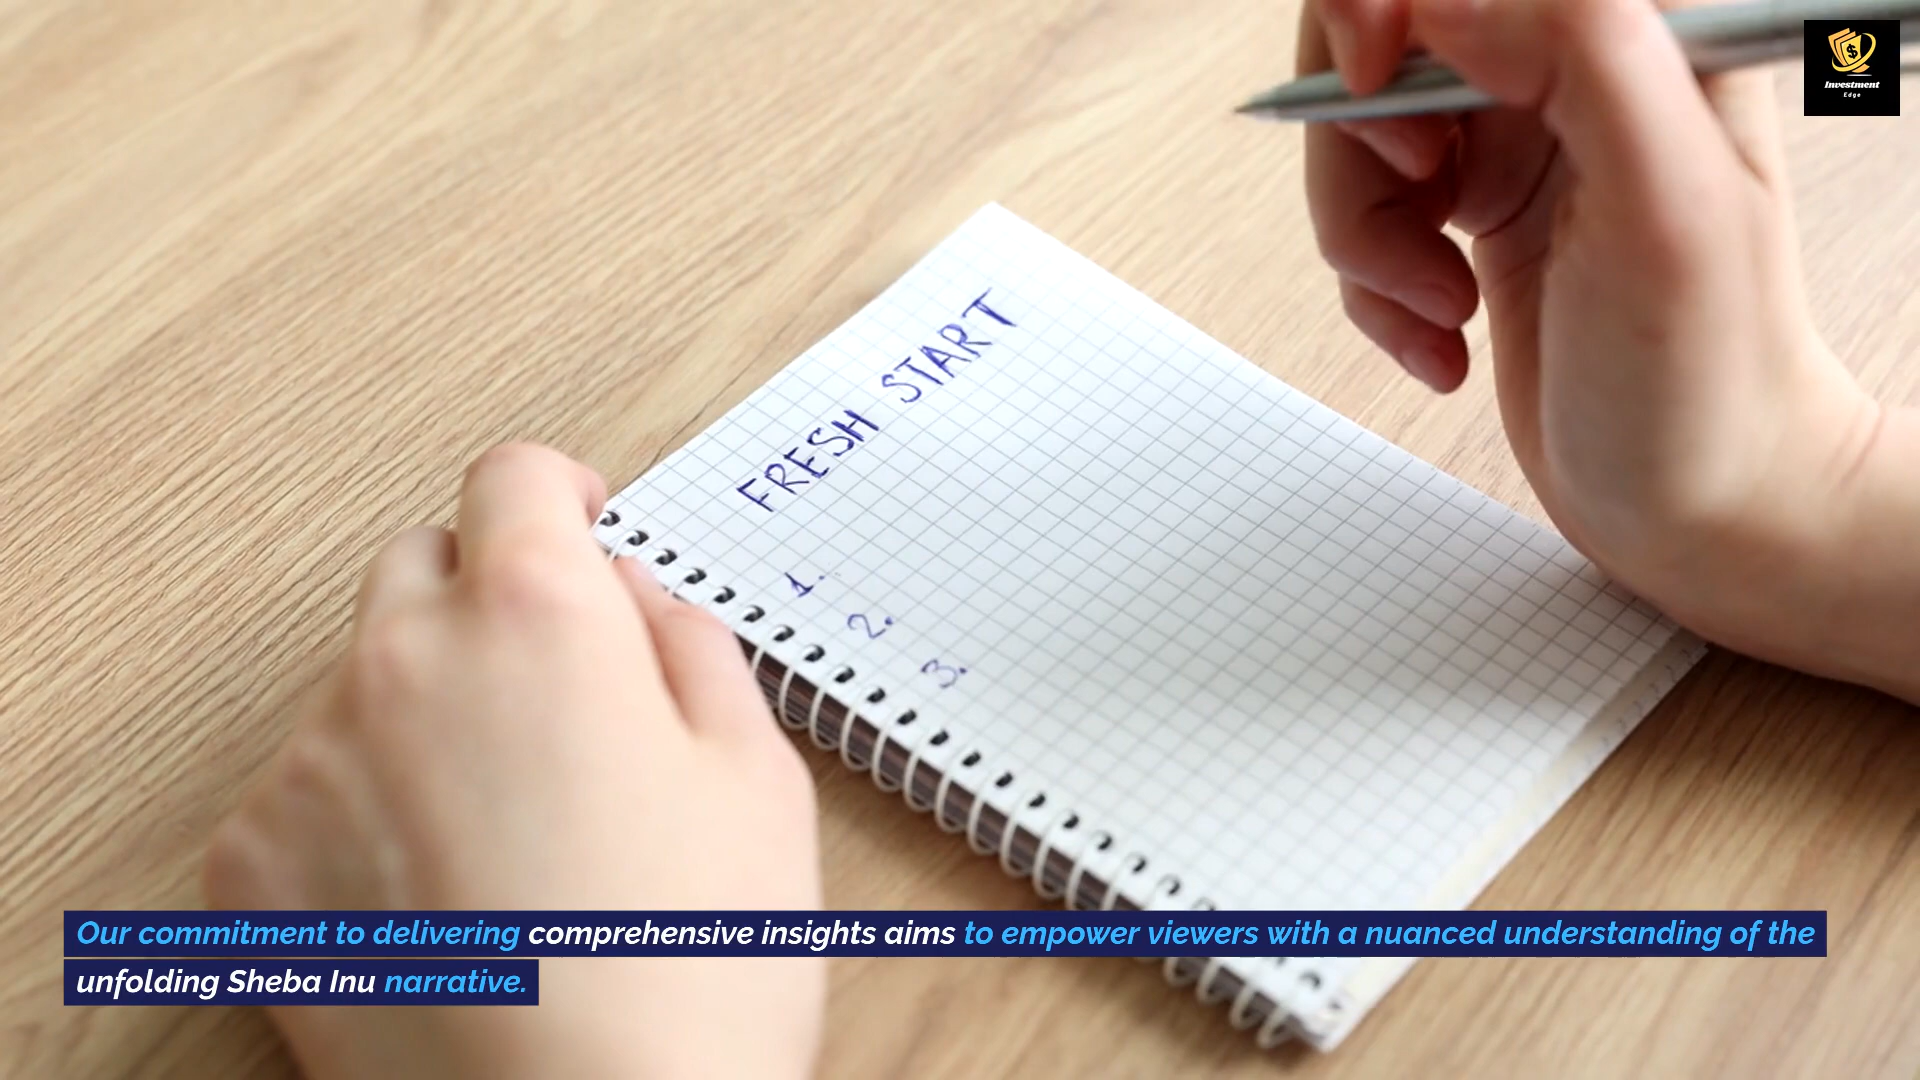 Investment
Edge
FRESH START
1.
2.
3.
Our commitment to delivering comprehensive insights aims to empower viewers with a nuanced understanding of the
unfolding Sheba Inu narrative.